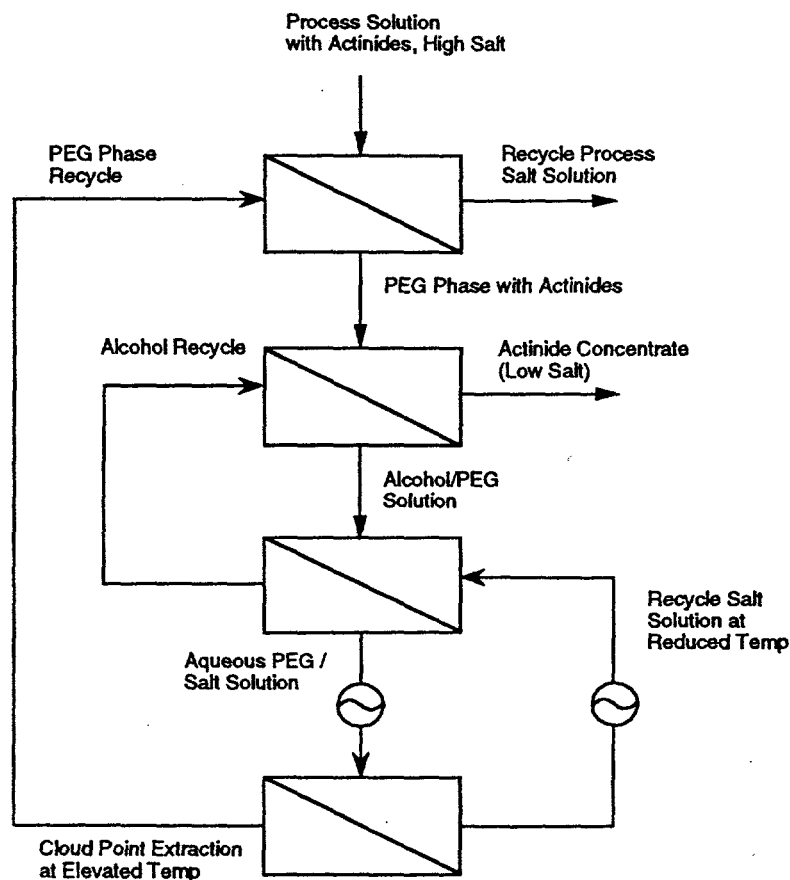 Process Solution
with Actinides, High Salt
PEG Phase
Recycle
Recycle Process
Salt Solution
PEG Phase with Actinides
Alcohol Recycle
Actinide Concentrate
(Low Salt)
Alcohol/PEG
Solution
Recycle Salt
Solution at
Reduced Temp
Aqueous PEG /
Salt Solution
Cloud Point Extraction
at Elevated Temp